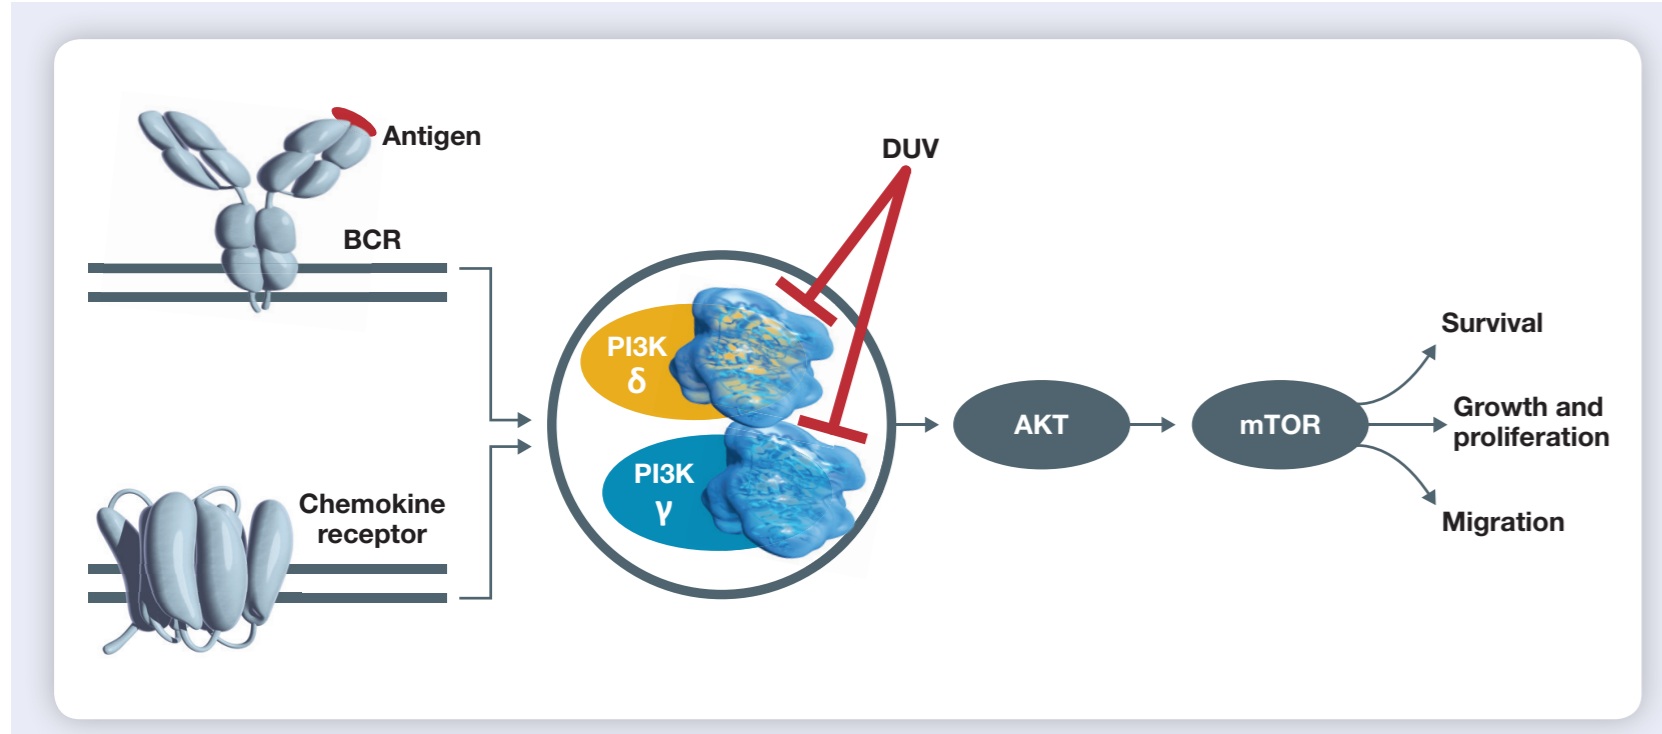 Antigen
BCR
Chemokine
receptor
DUV
PI3K
δ
PI3K
γ
AKT
mTOR
Survival
Growth and
proliferation
Migration